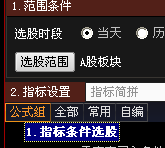 1. 范围条件
选股时段 当天 历
选股范围 A股板块
2. 指标设置 指标简拼
公式组 全部 常用 自编
1. 指标条件选股